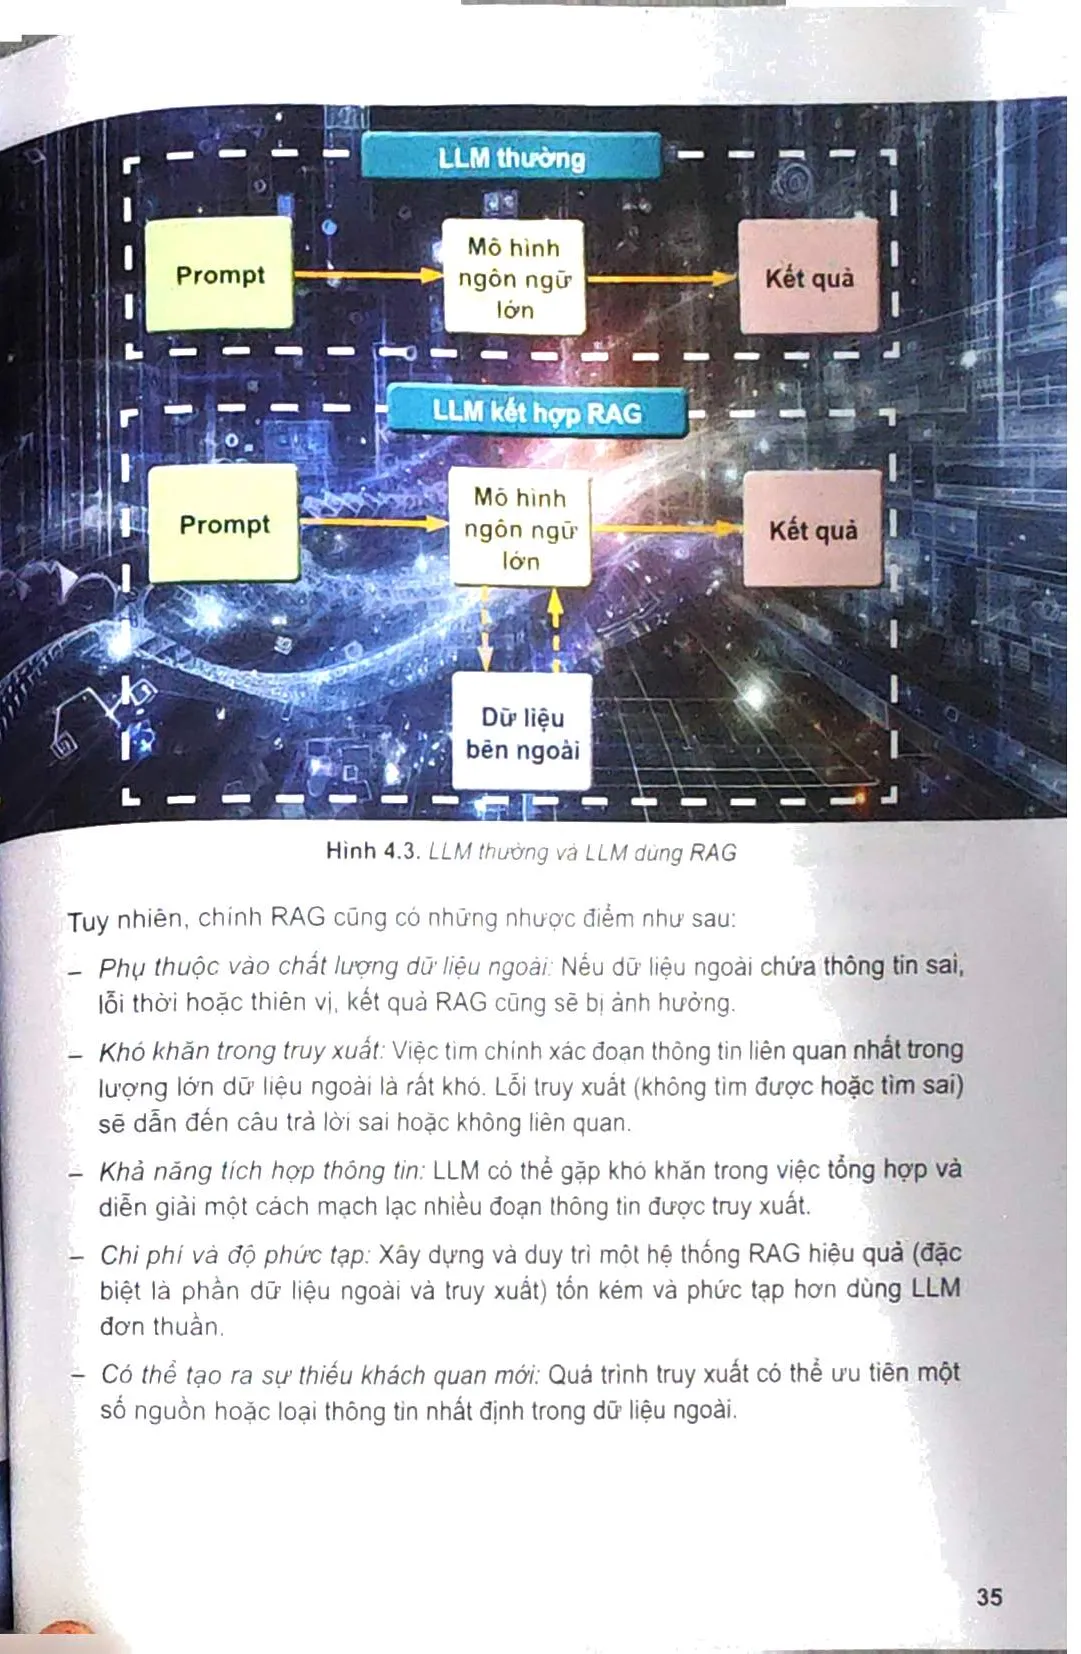 LLM thường
Prompt
Mô hình
ngôn ngữ
lớn
Kết quả
LLM kết hợp RAG
Prompt
Mô hình
ngôn ngữ
lớn
Kết quả
Dữ liệu
bên ngoài
Hình 4.3. LLM thường và LLM dùng RAG
Tuy nhiên, chính RAG cũng có những nhược điểm như sau:
– Phụ thuộc vào chất lượng dữ liệu ngoài: Nếu dữ liệu ngoài chứa thông tin sai,
lỗi thời hoặc thiên vị, kết quả RAG cũng sẽ bị ảnh hưởng.
– Khó khăn trong truy xuất: Việc tìm chính xác đoạn thông tin liên quan nhất trong
lượng lớn dữ liệu ngoài là rất khó. Lỗi truy xuất (không tìm được hoặc tìm sai)
sẽ dẫn đến câu trả lời sai hoặc không liên quan.
– Khả năng tích hợp thông tin: LLM có thể gặp khó khăn trong việc tổng hợp và
diễn giải một cách mạch lạc nhiều đoạn thông tin được truy xuất.
– Chi phí và độ phức tạp: Xây dựng và duy trì một hệ thống RAG hiệu quả (đặc
biệt là phần dữ liệu ngoài và truy xuất) tốn kém và phức tạp hơn dùng LLM
đơn thuần.
– Có thể tạo ra sự thiếu khách quan mới: Quá trình truy xuất có thể ưu tiên một
số nguồn hoặc loại thông tin nhất định trong dữ liệu ngoài.
35